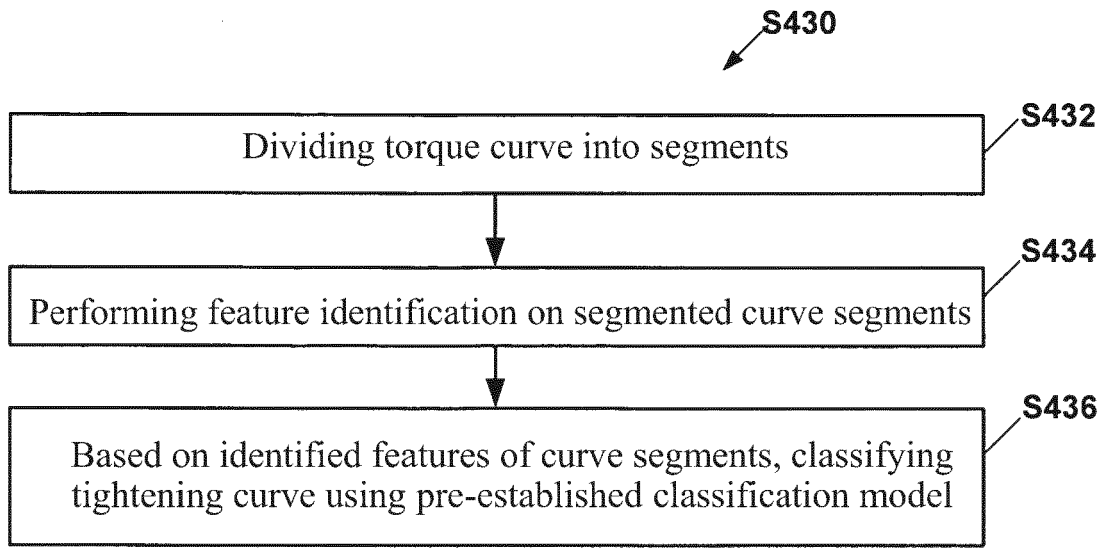 S430
S432
Dividing torque curve into segments
S434
Performing feature identification on segmented curve segments
S436
Based on identified features of curve segments, classifying
tightening curve using pre-established classification model